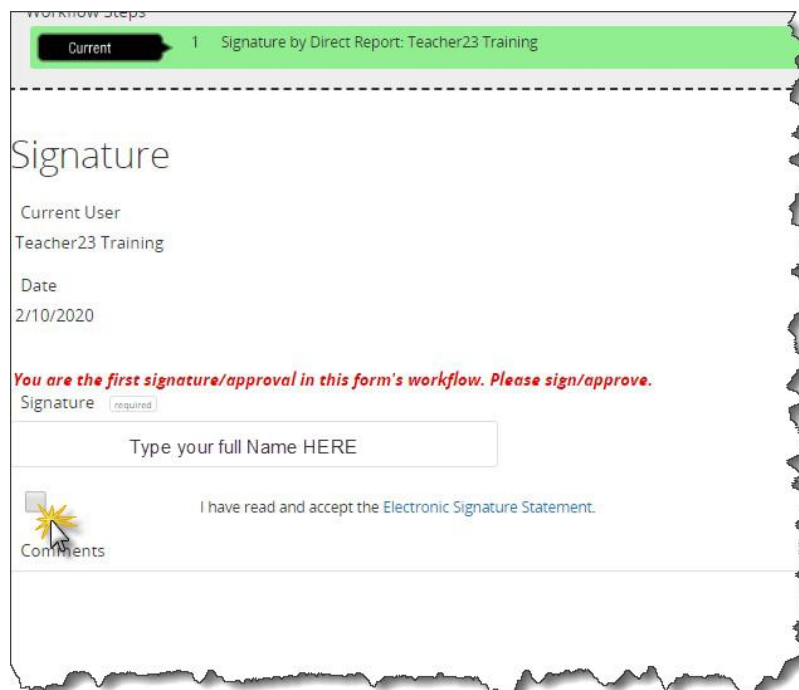 Workflow Steps
Current 1 Signature by Direct Report: Teacher23 Training
Signature
Current User
Teacher23 Training
Date
2/10/2020
You are the first signature/approval in this form's workflow. Please sign/approve.
Signature required
Type your full Name HERE
I have read and accept the Electronic Signature Statement.
Comments